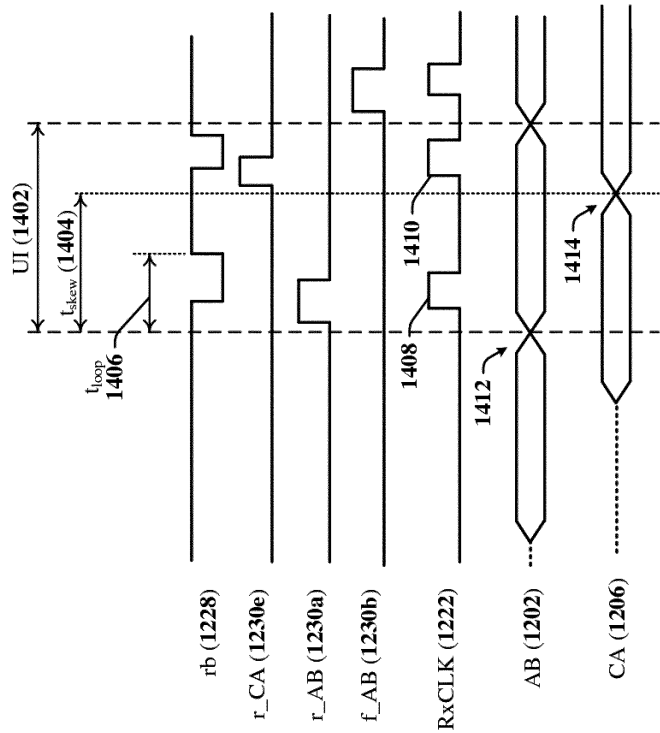 UI (1402)
t_skew (1404)
t_loop
1406
rb (1228)
r_CA (1230e)
r_AB (1230a)
f_AB (1230b)
RxCLK (1222)
1408
1410
AB (1202)
1412
CA (1206)
1414